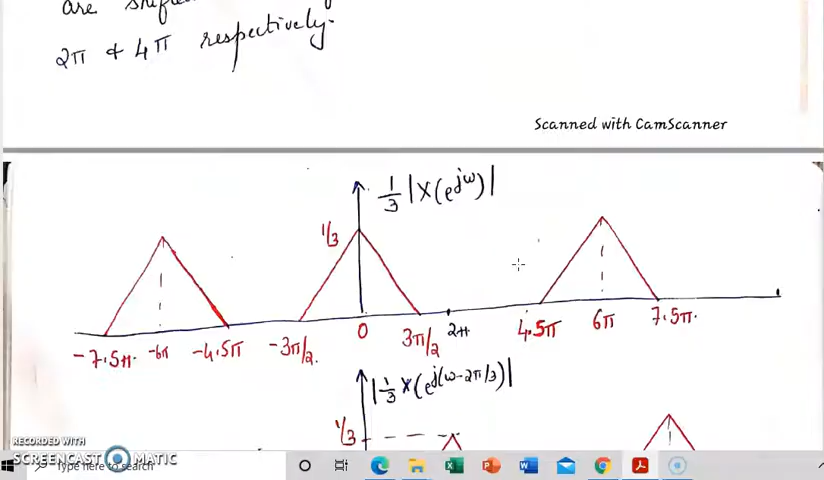 are shifted
2π & 4π respectively.
Scanned with CamScanner
1/3 |X(e^jω)|
1/3
-7.5π. -6π -4.5π -3π/2. 0 3π/2 2π 4.5π 6π 7.5π.
|1/3 X(e^j(ω-2π/3)|
1/3
RECORDED WITH
SCREENCAST MATIC
Type here to search